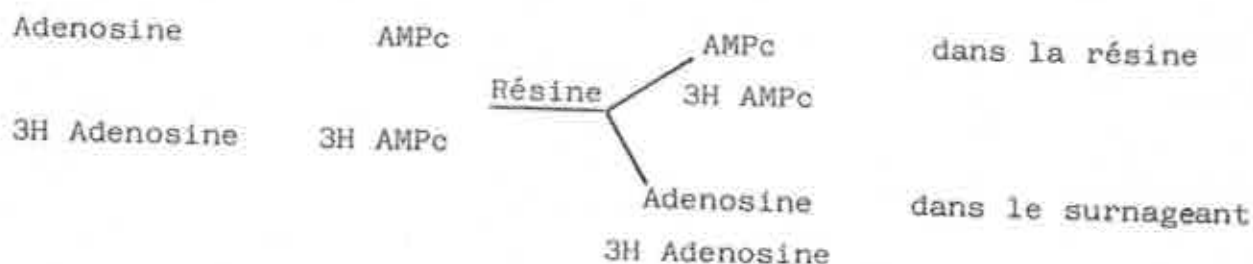 Adenosine AMPc AMPc dans la résine
Résine 3H AMPc
3H Adenosine 3H AMPc
Adenosine dans le surnageant
3H Adenosine